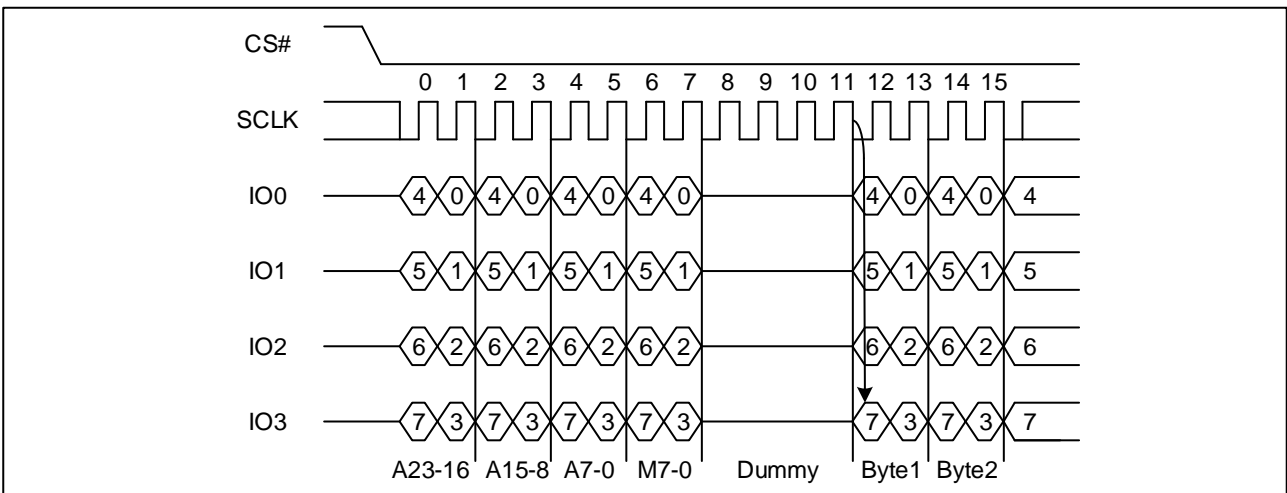 CS#
0 1 2 3 4 5 6 7 8 9 10 11 12 13 14 15
SCLK
IO0 4 0 4 0 4 0 4 0 4 0 4 0 4
IO1 5 1 5 1 5 1 5 1 5 1 5 1 5
IO2 6 2 6 2 6 2 6 2 6 2 6 2 6
IO3 7 3 7 3 7 3 7 3 7 3 7 3 7
A23-16 A15-8 A7-0 M7-0 Dummy Byte1 Byte2